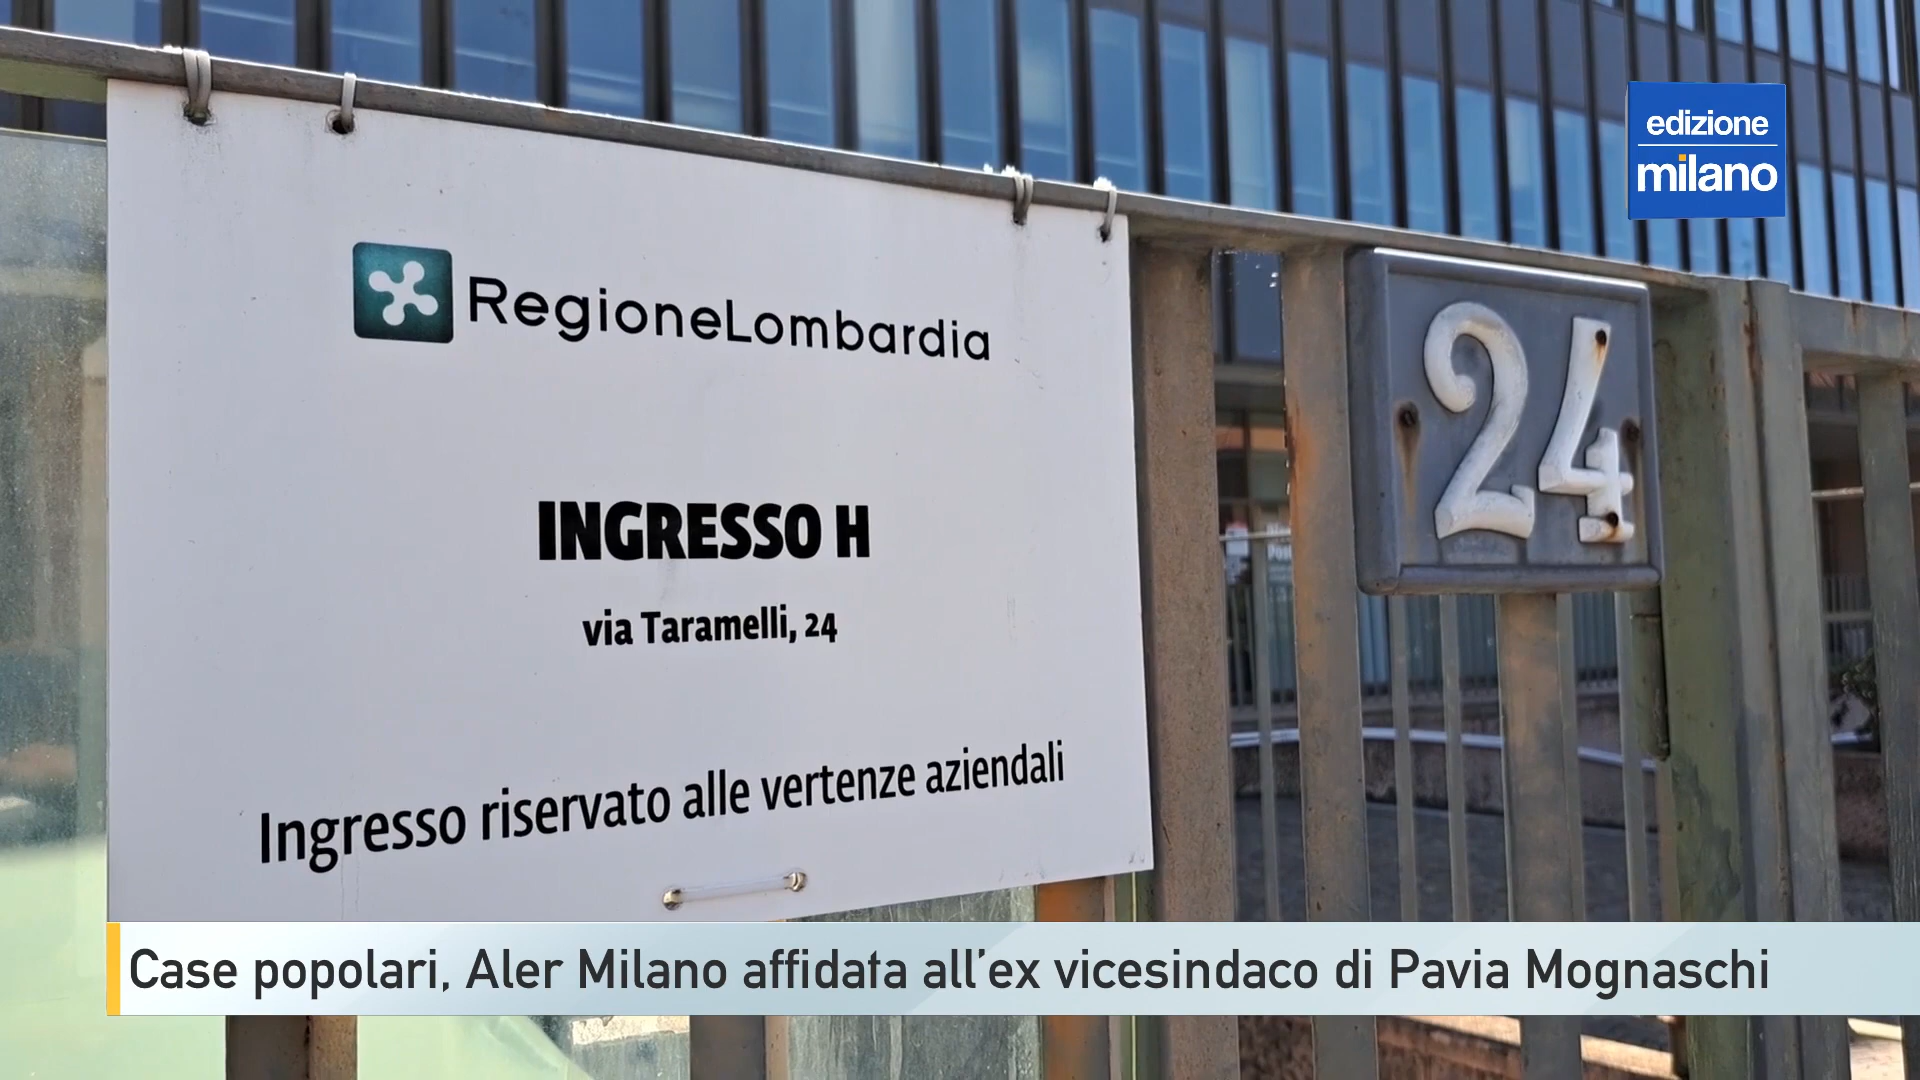 edizione
milano
RegioneLombardia
24
INGRESSO H
via Taramelli, 24
Ingresso riservato alle vertenze aziendali
Case popolari, Aler Milano affidata all'ex vicesindaco di Pavia Mognaschi